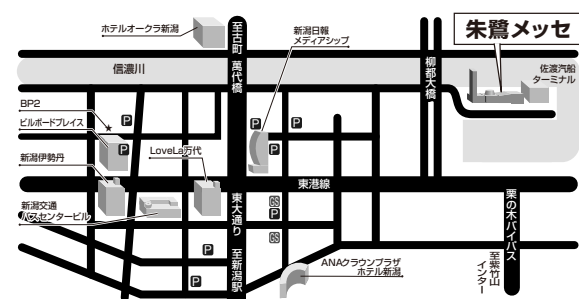 ホテルオークラ新潟
至古町
新潟日報
メディアシップ
朱鷺メッセ
信濃川
萬代橋
柳都大橋
佐渡汽船
ターミナル
BP2
P
P
P
ビルボードプレイス
P
P
新潟伊勢丹
LoveLa万代
東港線
新潟交通
バスセンタービル
東大通り
GS
P
GS
栗の木バイパス
P
至新潟駅
ANAクラウンプラザ
ホテル新潟
至紫竹山
インター
P